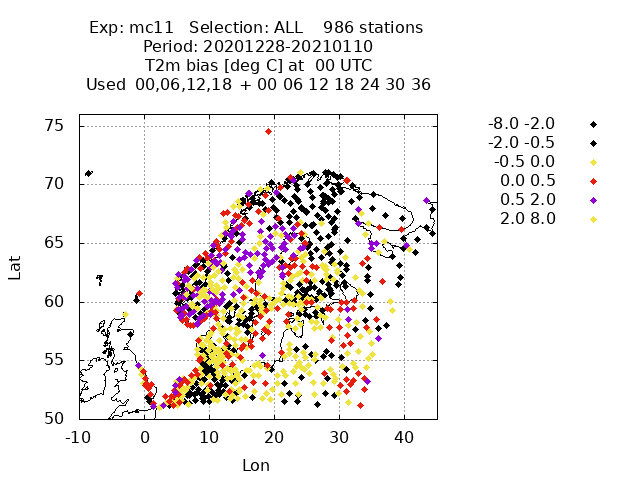 Exp: mc11 Selection: ALL 986 stations
Period: 20201228-20210110
T2m bias [deg C] at 00 UTC
Used 00,06,12,18 + 00 06 12 18 24 30 36
-8.0 -2.0
-2.0 -0.5
-0.5 0.0
0.0 0.5
0.5 2.0
2.0 8.0
75
70
65
60
55
50
Lat
-10 0 10 20 30 40
Lon